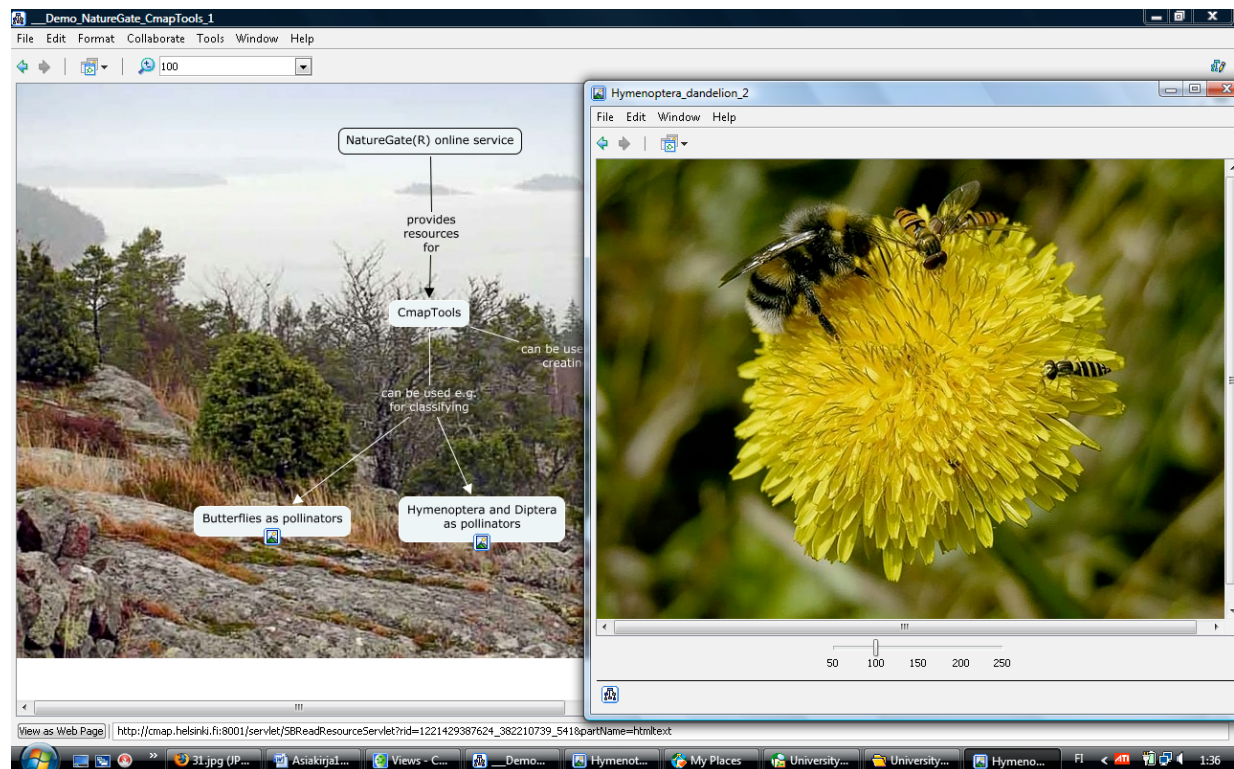 __Demo_NatureGate_CmapTools_1
File Edit Format Collaborate Tools Window Help
100
NatureGate(R) online service
provides
resources
for
CmapTools
can be use
creatin
can be used e.g.
for classifying
Butterflies as pollinators
Hymenoptera and Diptera
as pollinators
Hymenoptera_dandelion_2
File Edit Window Help
50 100 150 200 250
View as Web Page http://cmap.helsinki.fi:8001/servlet/SBReadResourceServlet?rid=1221429387624_382210739_541&partName=htmltext
» 31.jpg (JP... Asiakirja1... Views - C... __Demo... Hymenot... My Places University... University... Hymeno... FI < ATI 1:36